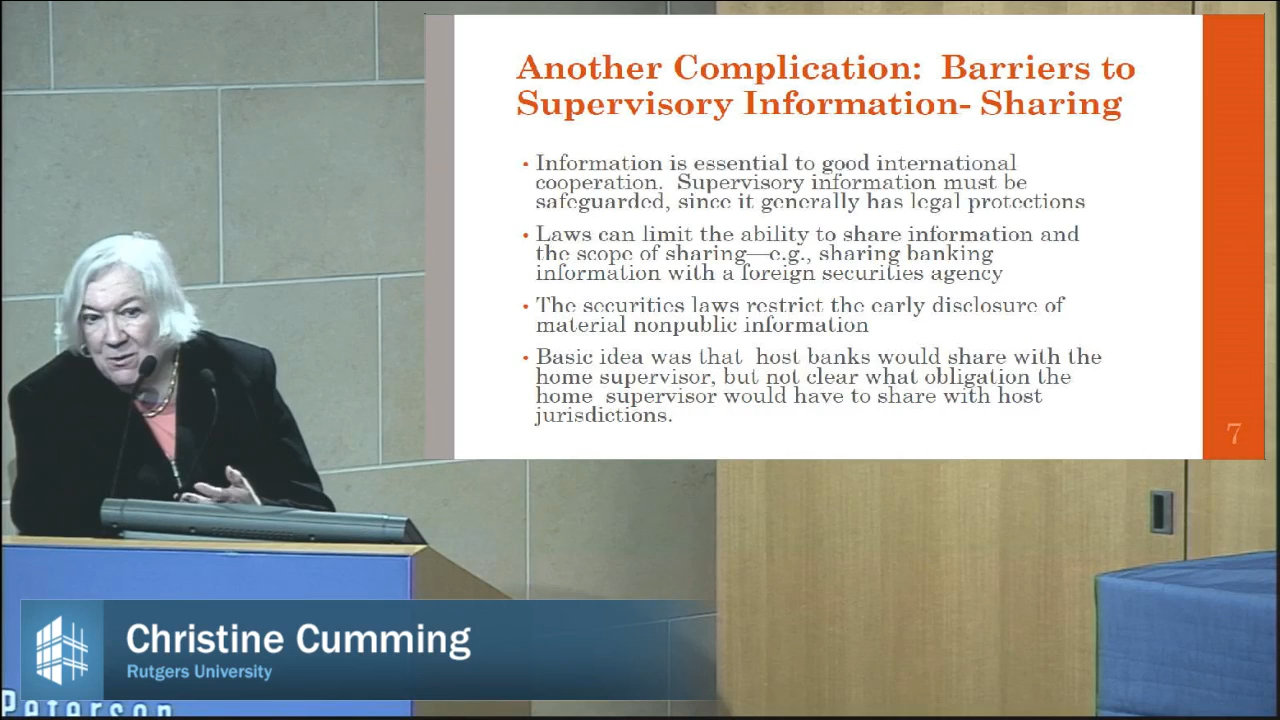 Another Complication:  Barriers to
Supervisory Information- Sharing
• Information is essential to good international
cooperation.  Supervisory information must be
safeguarded, since it generally has legal protections
• Laws can limit the ability to share information and
the scope of sharing—e.g., sharing banking
information with a foreign securities agency
• The securities laws restrict the early disclosure of
material nonpublic information
• Basic idea was that  host banks would share with the
home supervisor, but not clear what obligation the
home  supervisor would have to share with host
jurisdictions.
7
Christine Cumming
Rutgers University
Peterson